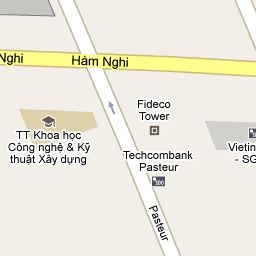 Nghi
Hàm Nghi
Fideco
Tower
TT Khoa học
Công nghệ & Kỹ
thuật Xây dựng
Techcombank
Pasteur
Vietin
- SG
Pasteur